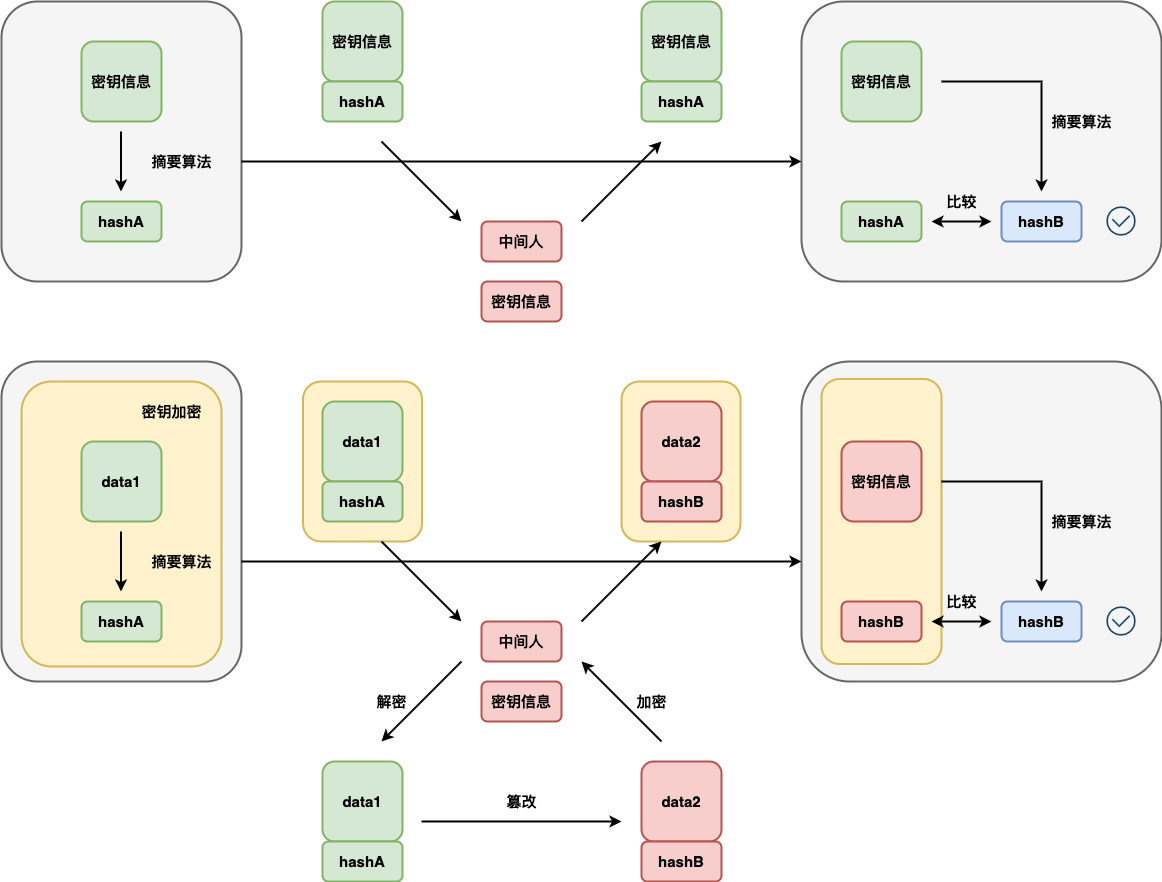 密钥信息
摘要算法
hashA
密钥信息
hashA
密钥信息
hashA
中间人
密钥信息
密钥信息
摘要算法
hashA
比较
hashB
密钥加密
data1
摘要算法
hashA
data1
hashA
data2
hashB
中间人
密钥信息
解密
加密
data1
hashA
篡改
data2
hashB
密钥信息
摘要算法
hashB
比较
hashB